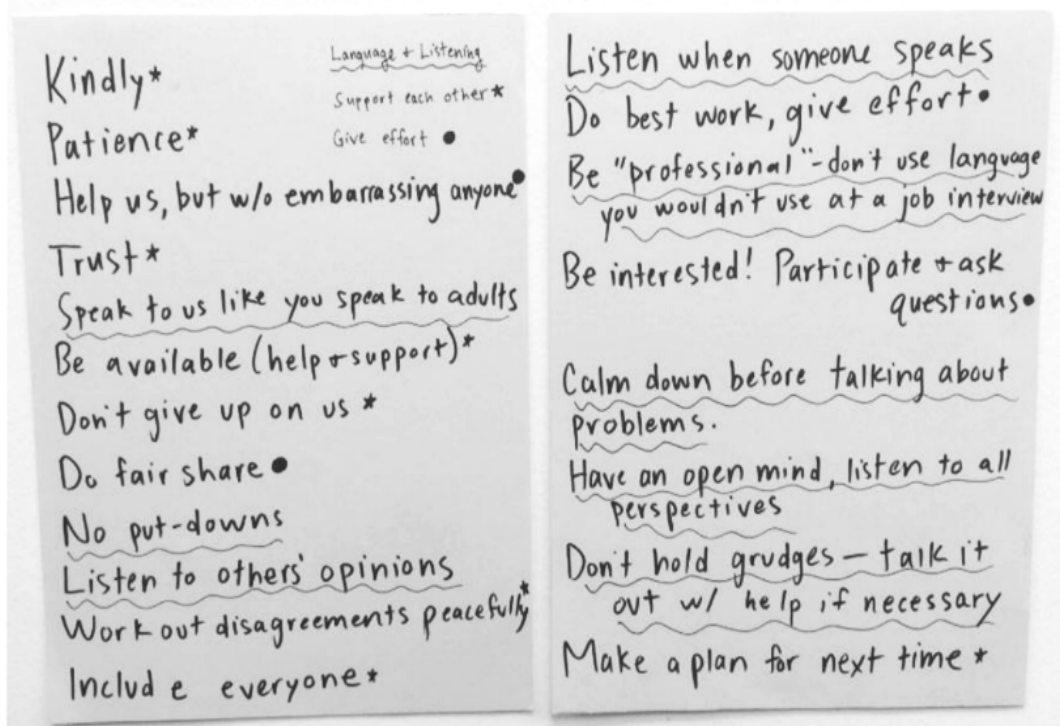 Language + Listening
Support each other*
Give effort ●
Kindly*
Patience*
Help us, but w/o embarrassing anyone●
Trust*
Speak to us like you speak to adults
Be available (help + support)*
Don't give up on us *
Do fair share ●
No put-downs
Listen to others' opinions
Work out disagreements peacefully*
Include everyone*
Listen when someone speaks
Do best work, give effort●
Be "professional" - don't use language
you wouldn't use at a job interview
Be interested! Participate + ask
questions●
Calm down before talking about
problems.
Have an open mind, listen to all
perspectives
Don't hold grudges — talk it
out w/ help if necessary
Make a plan for next time *